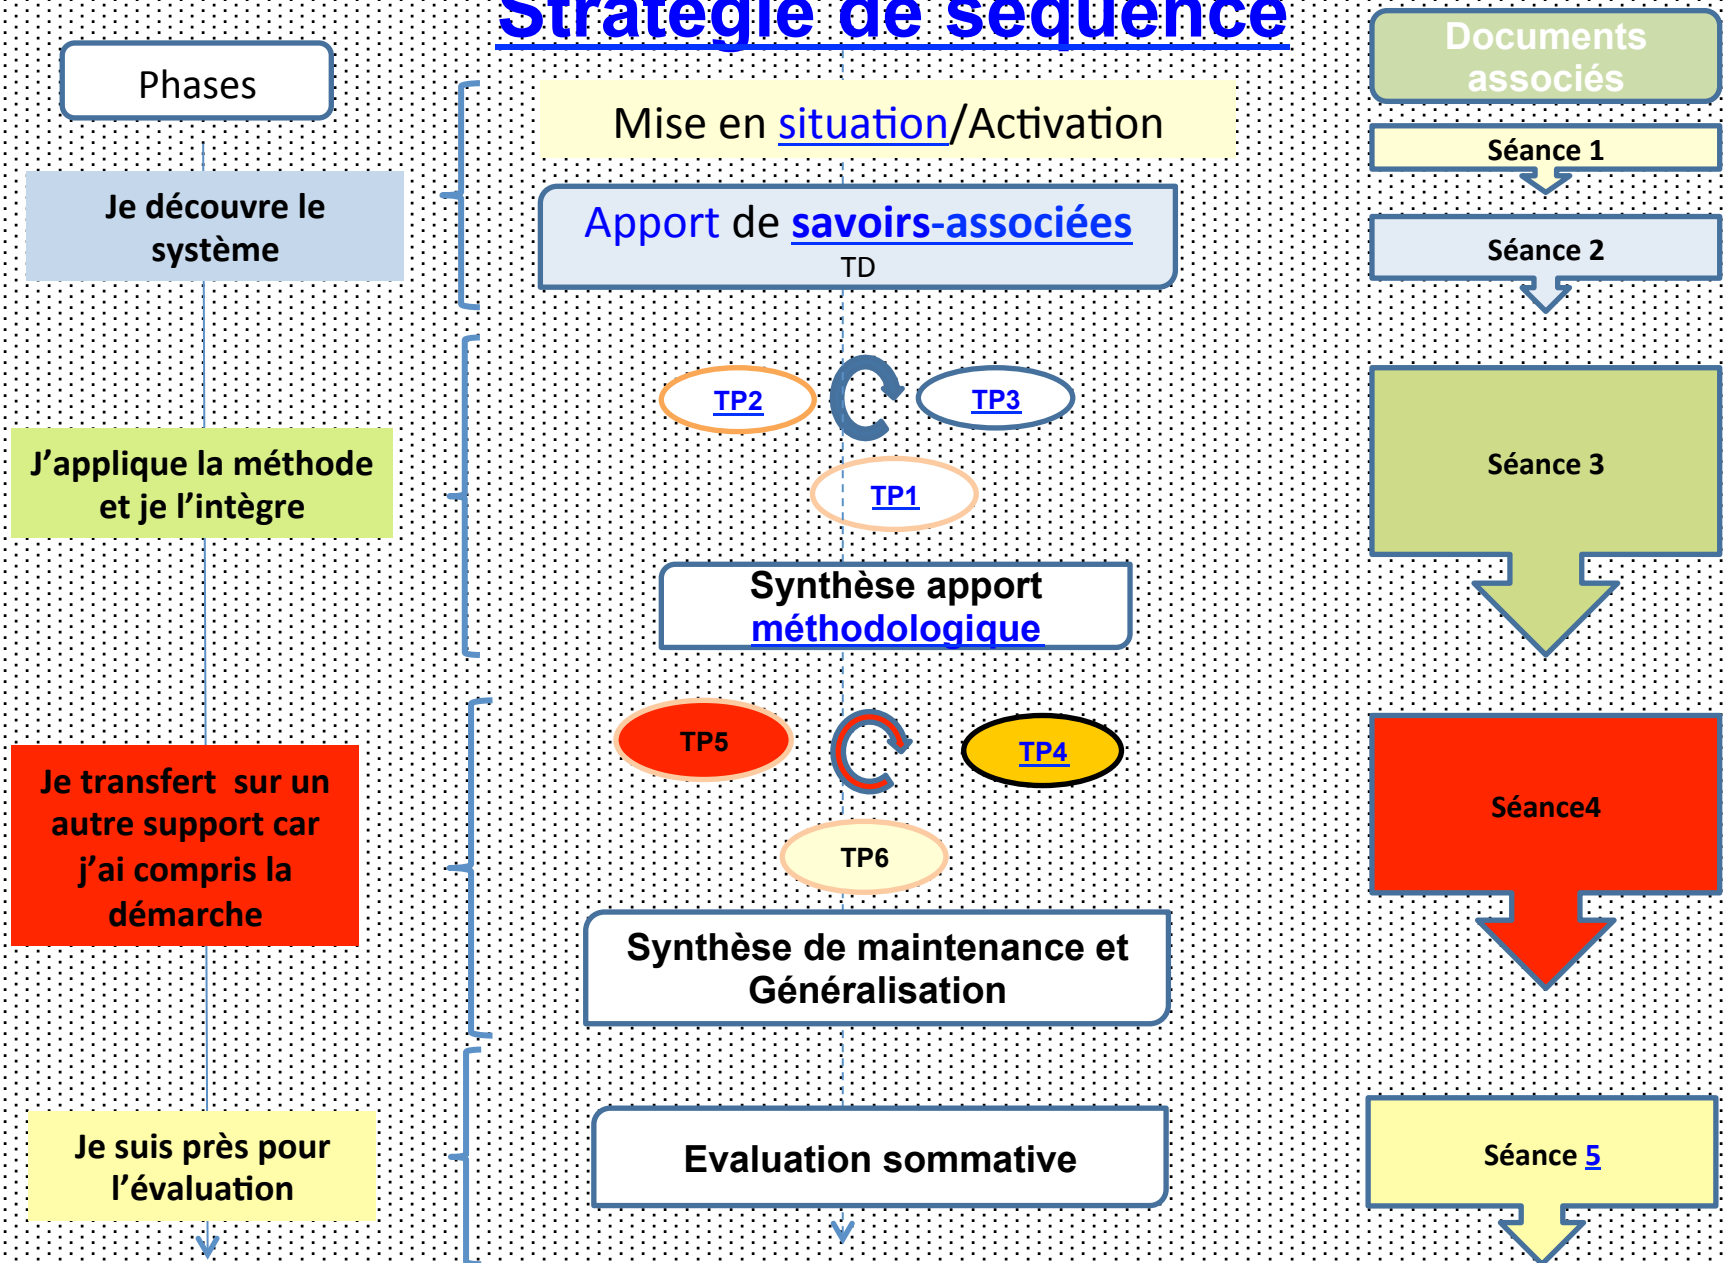 Stratégie de séquence
Phases
Documents
associés
Mise en situation/Activation
Séance 1
Je découvre le
système
Apport de savoirs-associées
TD
Séance 2
TP2
TP3
TP1
J'applique la méthode
et je l'intègre
Séance 3
Synthèse apport
méthodologique
TP5
TP4
TP6
Je transfert sur un
autre support car
j'ai compris la
démarche
Séance4
Synthèse de maintenance et
Généralisation
Je suis près pour
l'évaluation
Evaluation sommative
Séance 5